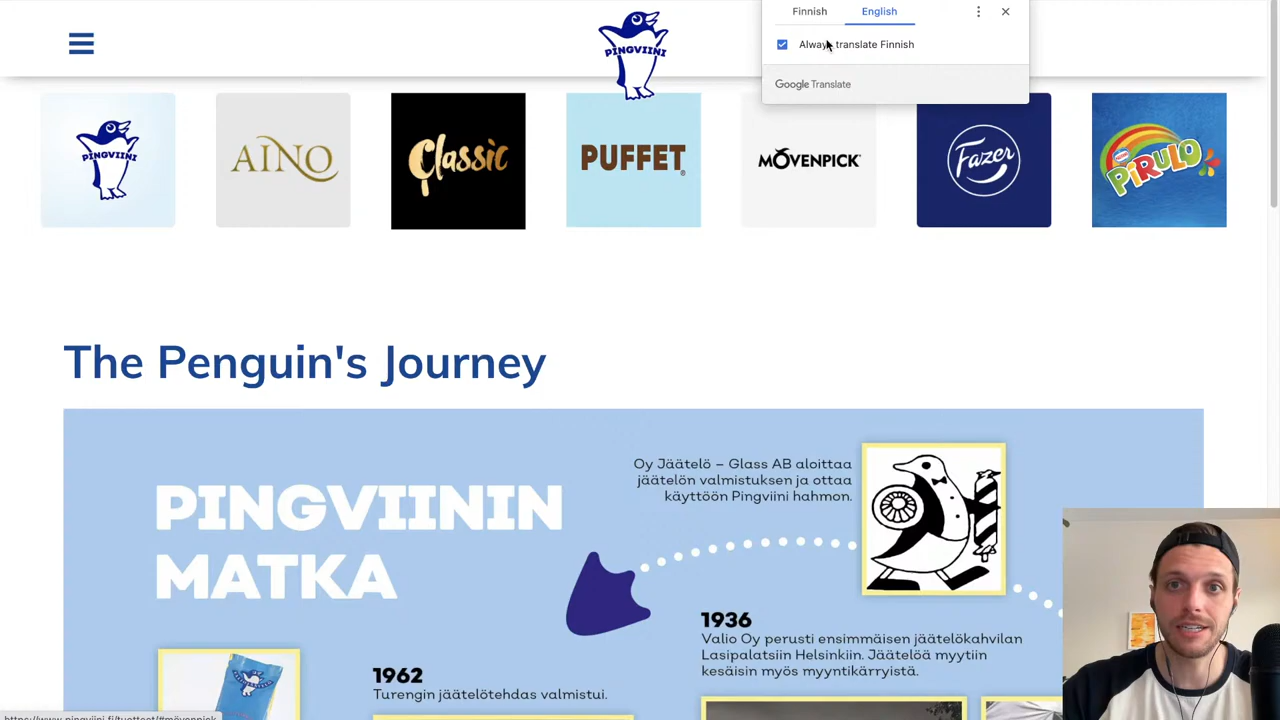 Finnish
English
Always translate Finnish
Google Translate
PINGVIINI
PINGVIINI
AINO
Classic
PUFFET
MÖVENPICK
Fazer
PIRULO
The Penguin's Journey
PINGVIININ
MATKA
Oy Jäätelö – Glass AB aloittaa
jäätelön valmistuksen ja ottaa
käyttöön Pingviini hahmon.
1936
Valio Oy perusti ensimmäisen jäätelökahvilan
Lasipalatsiin Helsinkiin. Jäätelöä myytiin
kesäisin myös myyntikärryistä.
1962
Turengin jäätelötehdas valmistui.